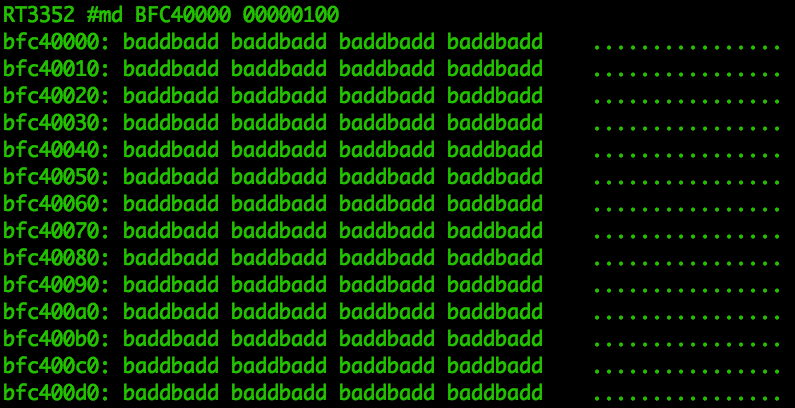 RT3352 #md BFC40000 00000100
bfc40000: baddbadd baddbadd baddbadd baddbadd    ................
bfc40010: baddbadd baddbadd baddbadd baddbadd    ................
bfc40020: baddbadd baddbadd baddbadd baddbadd    ................
bfc40030: baddbadd baddbadd baddbadd baddbadd    ................
bfc40040: baddbadd baddbadd baddbadd baddbadd    ................
bfc40050: baddbadd baddbadd baddbadd baddbadd    ................
bfc40060: baddbadd baddbadd baddbadd baddbadd    ................
bfc40070: baddbadd baddbadd baddbadd baddbadd    ................
bfc40080: baddbadd baddbadd baddbadd baddbadd    ................
bfc40090: baddbadd baddbadd baddbadd baddbadd    ................
bfc400a0: baddbadd baddbadd baddbadd baddbadd    ................
bfc400b0: baddbadd baddbadd baddbadd baddbadd    ................
bfc400c0: baddbadd baddbadd baddbadd baddbadd    ................
bfc400d0: baddbadd baddbadd baddbadd baddbadd    ................